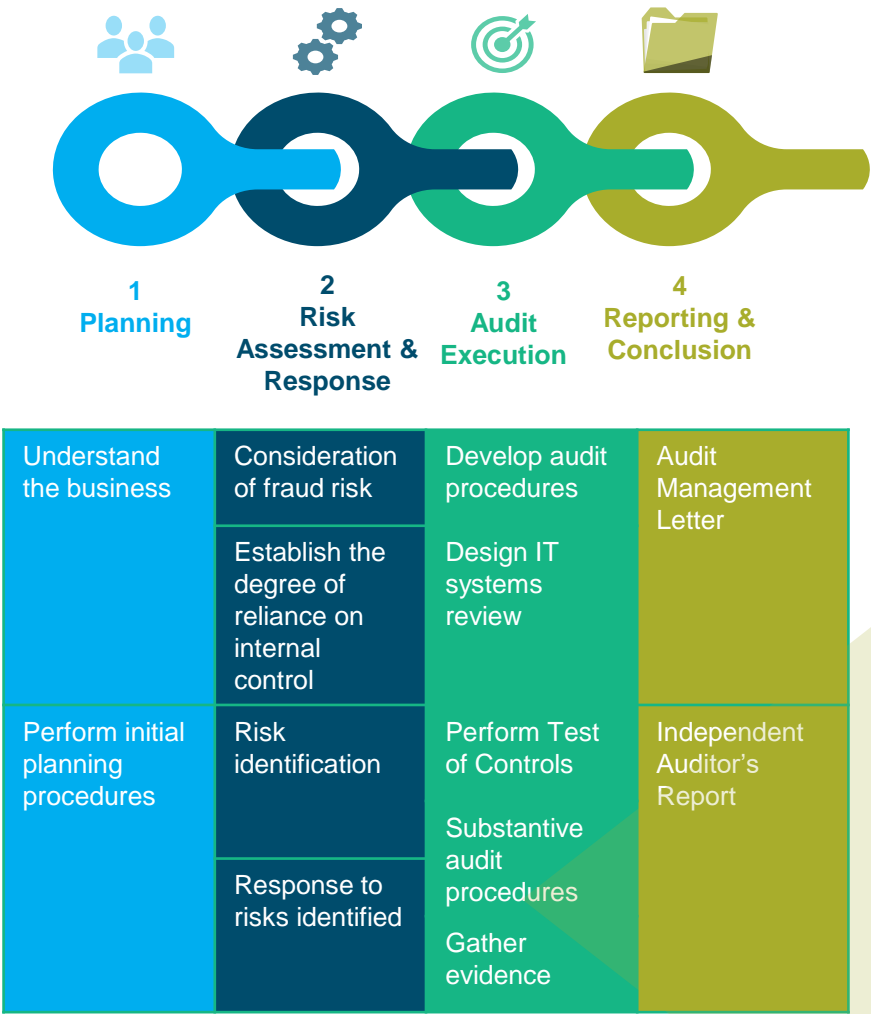 1
Planning
2
Risk
Assessment &
Response
3
Audit
Execution
4
Reporting &
Conclusion
Understand
the business
Consideration
of fraud risk
Establish the
degree of
reliance on
internal
control
Develop audit
procedures
Design IT
systems
review
Audit
Management
Letter
Perform initial
planning
procedures
Risk
identification
Response to
risks identified
Perform Test
of Controls
Substantive
audit
procedures
Gather
evidence
Independent
Auditor’s
Report